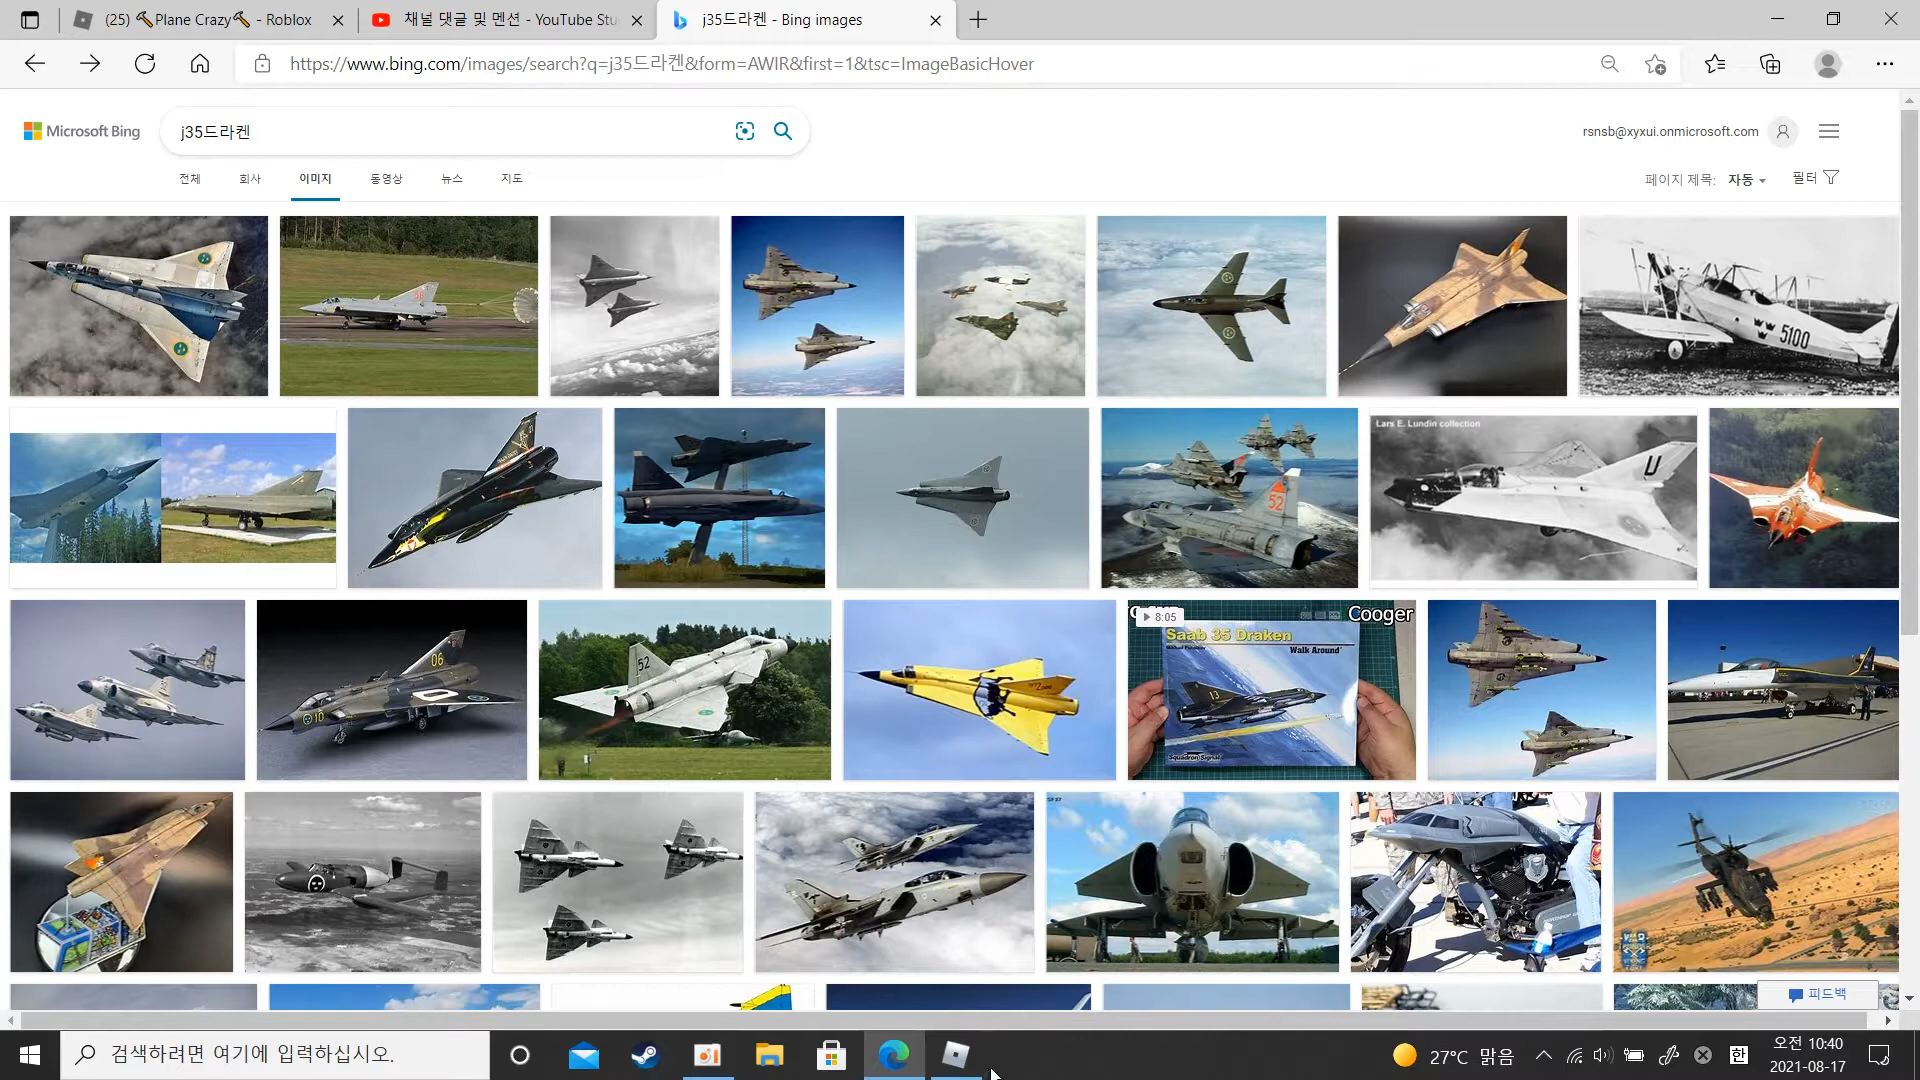 (25) 🔨Plane Crazy🔨 - Roblox
채널 댓글 및 멘션 - YouTube Stu
j35드라켄 - Bing images
https://www.bing.com/images/search?q=j35드라켄&form=AWIR&first=1&tsc=ImageBasicHover
Microsoft Bing
j35드라켄
rsnsb@xyxui.onmicrosoft.com
전체 회사 이미지 동영상 뉴스 지도
페이지 제목: 자동
필터
79
5100
Lars E. Lundin collection
U
52
06
10
52
8:05
Cooger
Saab 35 Draken
Walk Around
13
Squadron/Signal
피드백
검색하려면 여기에 입력하십시오.
27°C 맑음
한
오전 10:40
2021-08-17